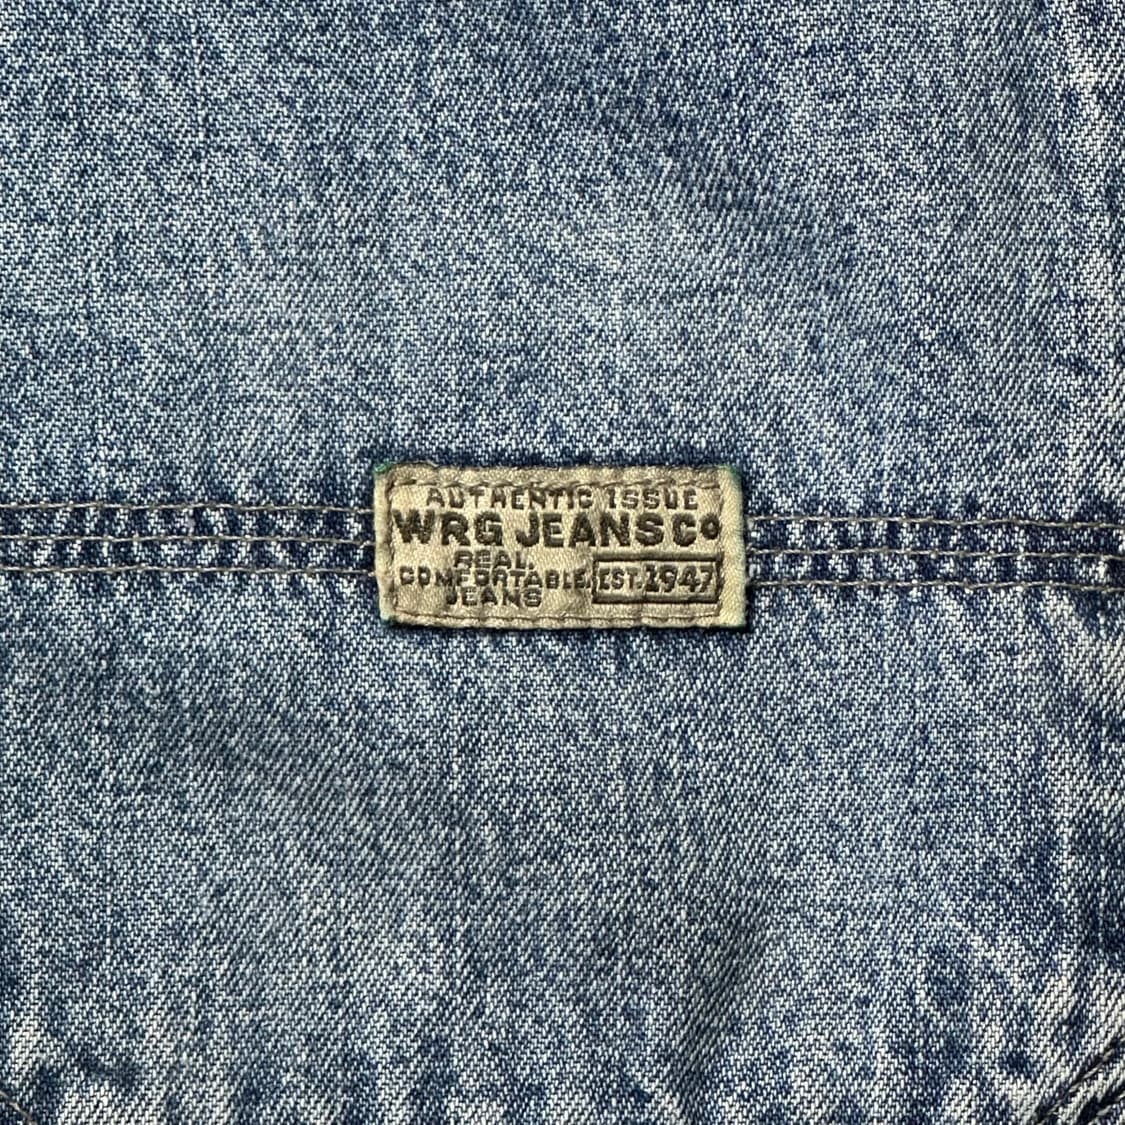 AUTHENTIC ISSUE
WRG JEANS Co
REAL.
COMFORTABLE.
JEANS
EST. 1947